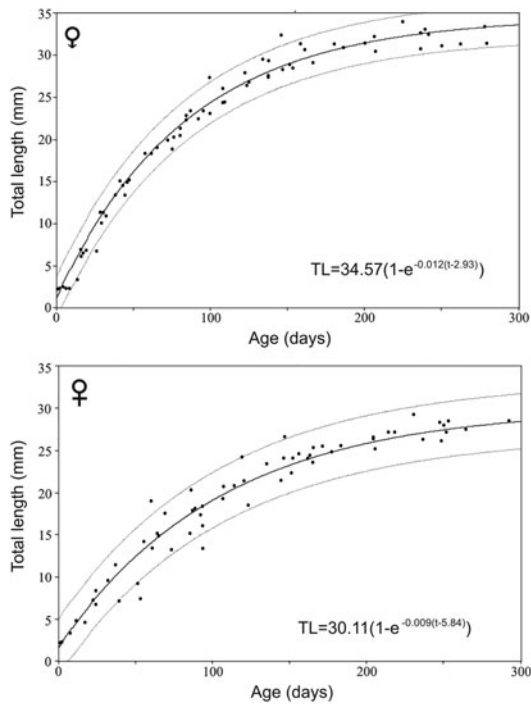 ♀
35
30
25
20
15
10
5
0
Total length (mm)
TL=34.57(1-e^-0.012(t-2.93))
0 100 200 300
Age (days)
♀
35
30
25
20
15
10
5
0
Total length (mm)
TL=30.11(1-e^-0.009(t-5.84))
0 100 200 300
Age (days)